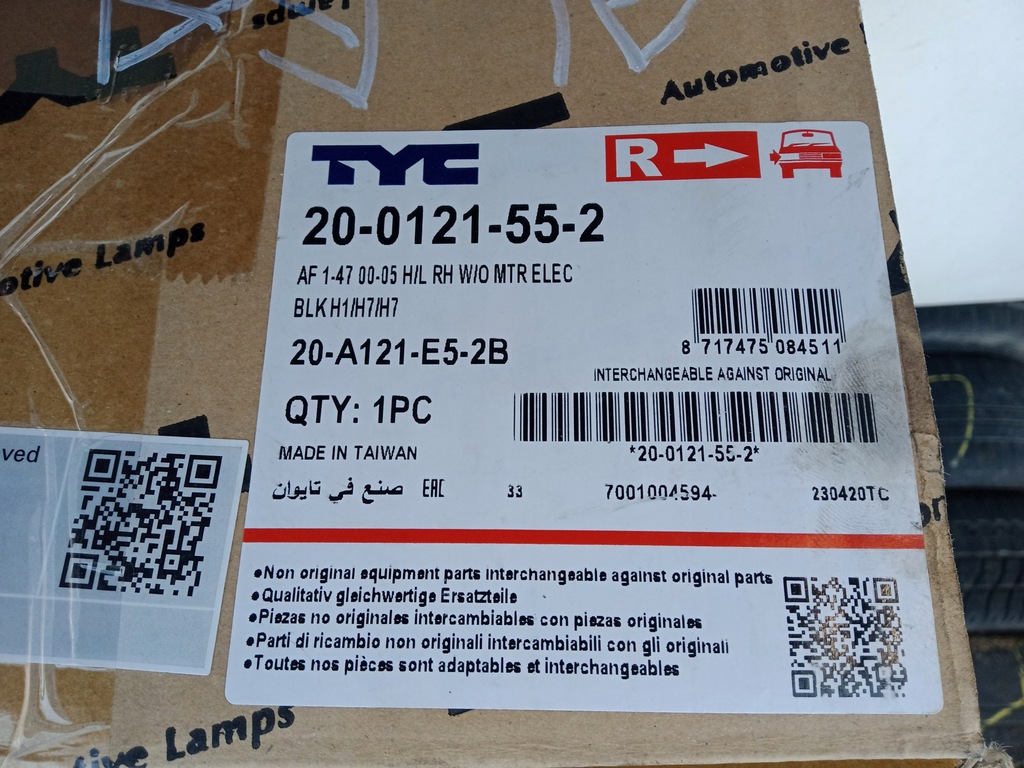 Lamps
Automotive
TYC
R
20-0121-55-2
AF 1-47 00-05 H/L RH W/O MTR ELEC
BLK H1/H7/H7
20-A121-E5-2B
8 717475 084511
INTERCHANGEABLE AGAINST ORIGINAL
QTY: 1PC
*20-0121-55-2*
MADE IN TAIWAN
صنع في تايوان EAC 33 7001004594- 230420TC
•Non original equipment parts interchangeable against original parts
•Qualitativ gleichwertige Ersatzteile
•Piezas no originales intercambiables con piezas originales
•Parti di ricambio non originali intercambiabili con gli originali
•Toutes nos pièces sont adaptables et interchangeables
otive Lamps
oved
or
tive Lamps